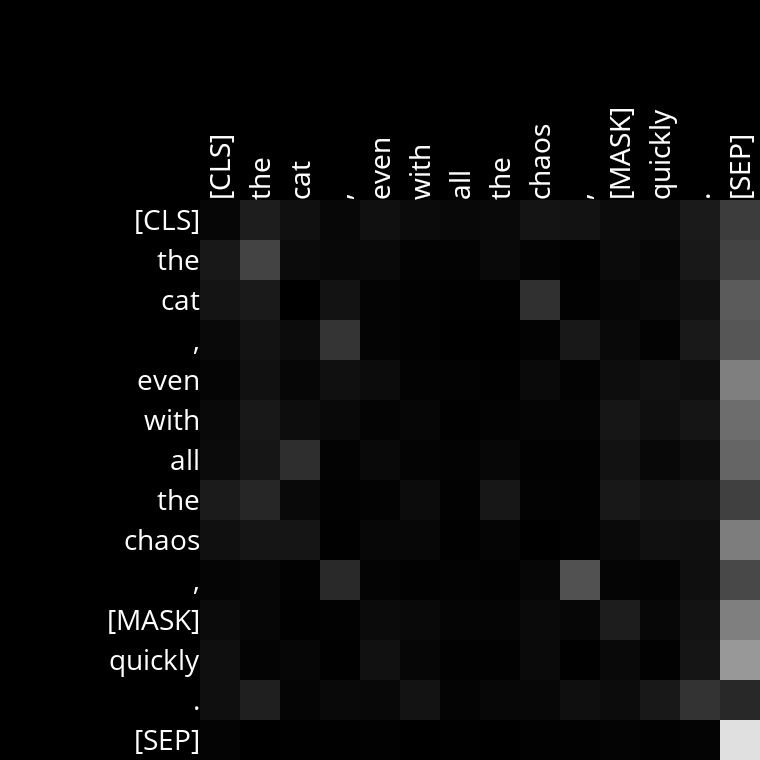 [CLS] the cat , even with all the chaos , [MASK] quickly . [SEP]
[CLS]
the
cat
,
even
with
all
the
chaos
,
[MASK]
quickly
.
[SEP]